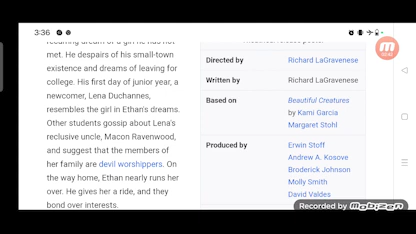 3:36
recurring dream of a girl he has not
met. He despairs of his small-town
existence and dreams of leaving for
college. His first day of junior year, a
newcomer, Lena Duchannes,
resembles the girl in Ethan's dreams.
Other students gossip about Lena's
reclusive uncle, Macon Ravenwood,
and suggest that the members of
her family are devil worshippers. On
the way home, Ethan nearly runs her
over. He gives her a ride, and they
bond over interests.
Theatrical release poster
Directed by Richard LaGravenese
Written by Richard LaGravenese
Based on Beautiful Creatures
by Kami Garcia
Margaret Stohl
Produced by Erwin Stoff
Andrew A. Kosove
Broderick Johnson
Molly Smith
David Valdes
Recorded by Mobizen